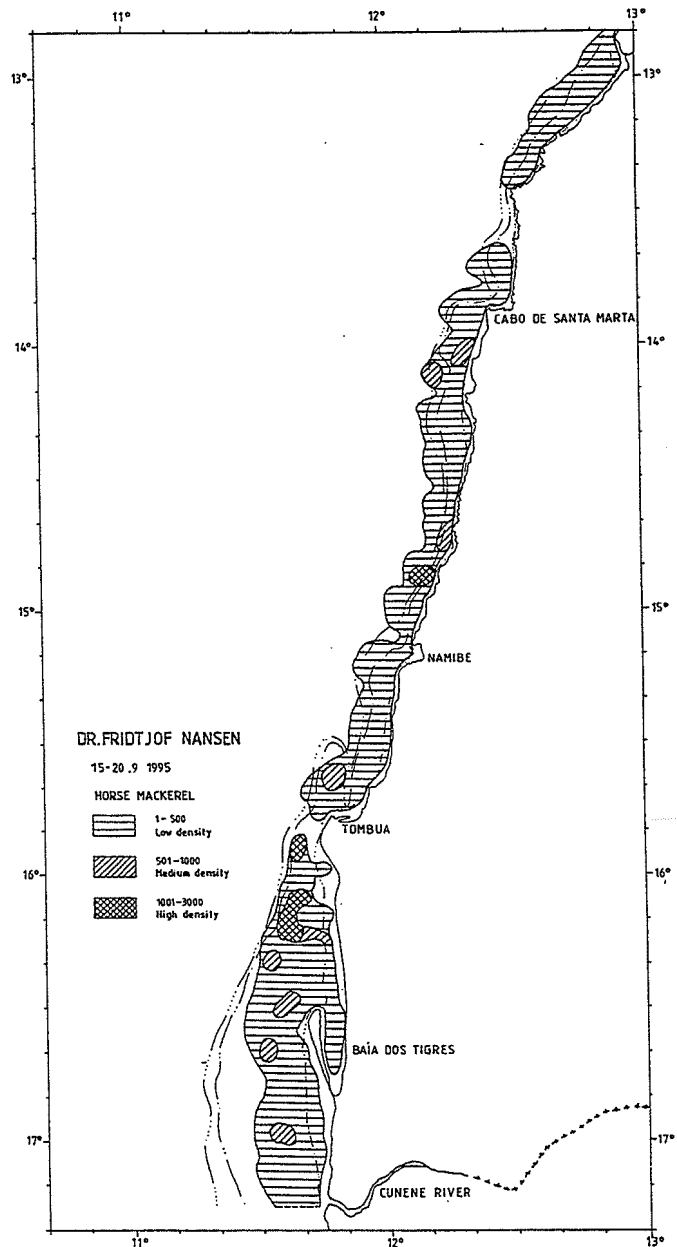 11° 12° 13°
13° 13°
CABO DE SANTA MARTA
14° 14°
15° 15°
NAMIBE
DR.FRIDTJOF NANSEN
15-20.9 1995
HORSE MACKEREL
1-500
Low density
501-1000
Medium density
1001-3000
High density
TOMBUA
16° 16°
BAÍA DOS TIGRES
17° 17°
CUNENE RIVER
11° 12° 13°